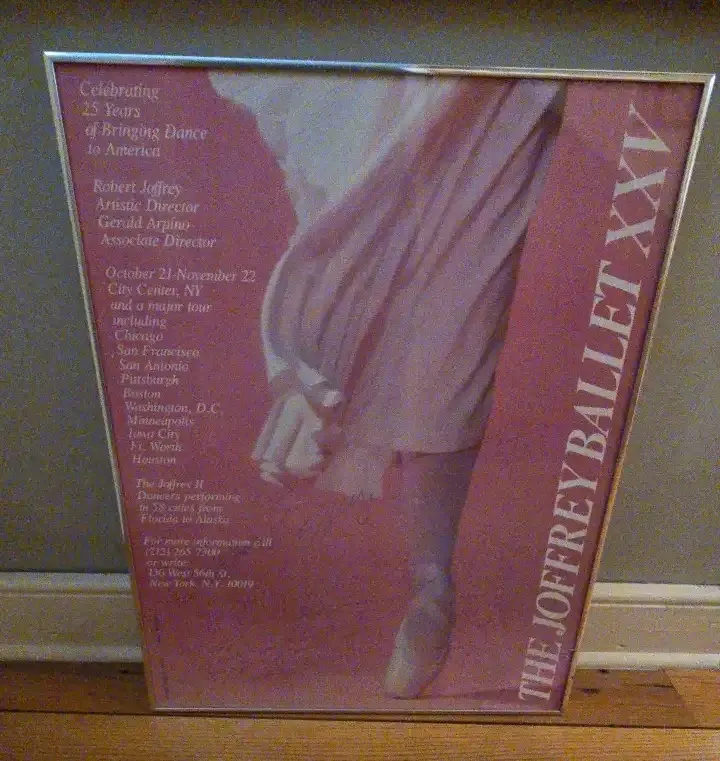 Celebrating
25 Years
of Bringing Dance
to America
Robert Joffrey
Artistic Director
Gerald Arpino
Associate Director
October 21-November 22
City Center, NY
and a major tour
including
Chicago
San Francisco
San Antonio
Pittsburgh
Boston
Washington, D.C.
Minneapolis
Iowa City
Ft. Worth
Houston
The Joffrey II
Dancers performing
in 58 cities from
Florida to Alaska
For more information call
(212) 265-7300
or write:
130 West 56th St.
New York, N.Y. 10019
THE JOFFREY BALLET XXV